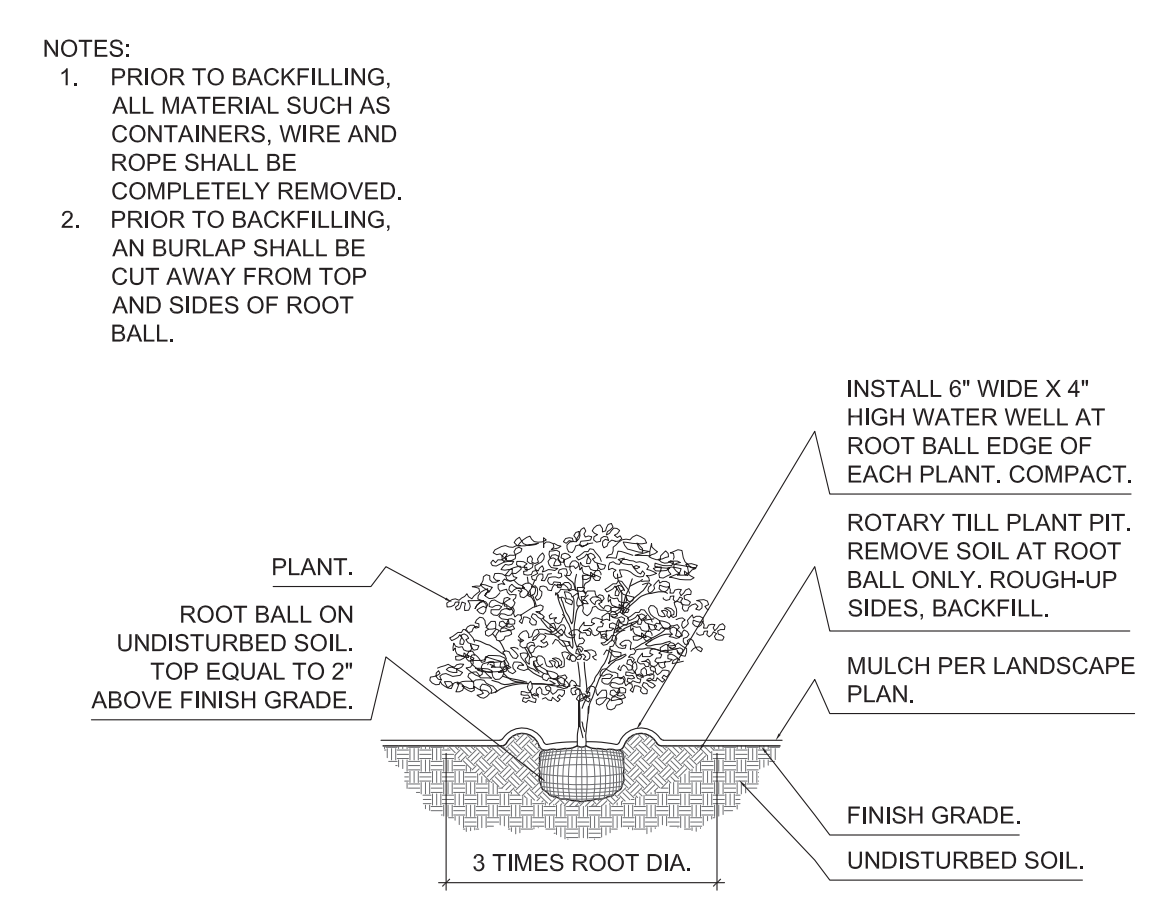 NOTES:
1. PRIOR TO BACKFILLING,
ALL MATERIAL SUCH AS
CONTAINERS, WIRE AND
ROPE SHALL BE
COMPLETELY REMOVED.
2. PRIOR TO BACKFILLING,
AN BURLAP SHALL BE
CUT AWAY FROM TOP
AND SIDES OF ROOT
BALL.
INSTALL 6" WIDE X 4"
HIGH WATER WELL AT
ROOT BALL EDGE OF
EACH PLANT. COMPACT.
ROTARY TILL PLANT PIT.
REMOVE SOIL AT ROOT
BALL ONLY. ROUGH-UP
SIDES, BACKFILL.
PLANT.
ROOT BALL ON
UNDISTURBED SOIL.
TOP EQUAL TO 2"
ABOVE FINISH GRADE.
MULCH PER LANDSCAPE
PLAN.
FINISH GRADE.
UNDISTURBED SOIL.
3 TIMES ROOT DIA.